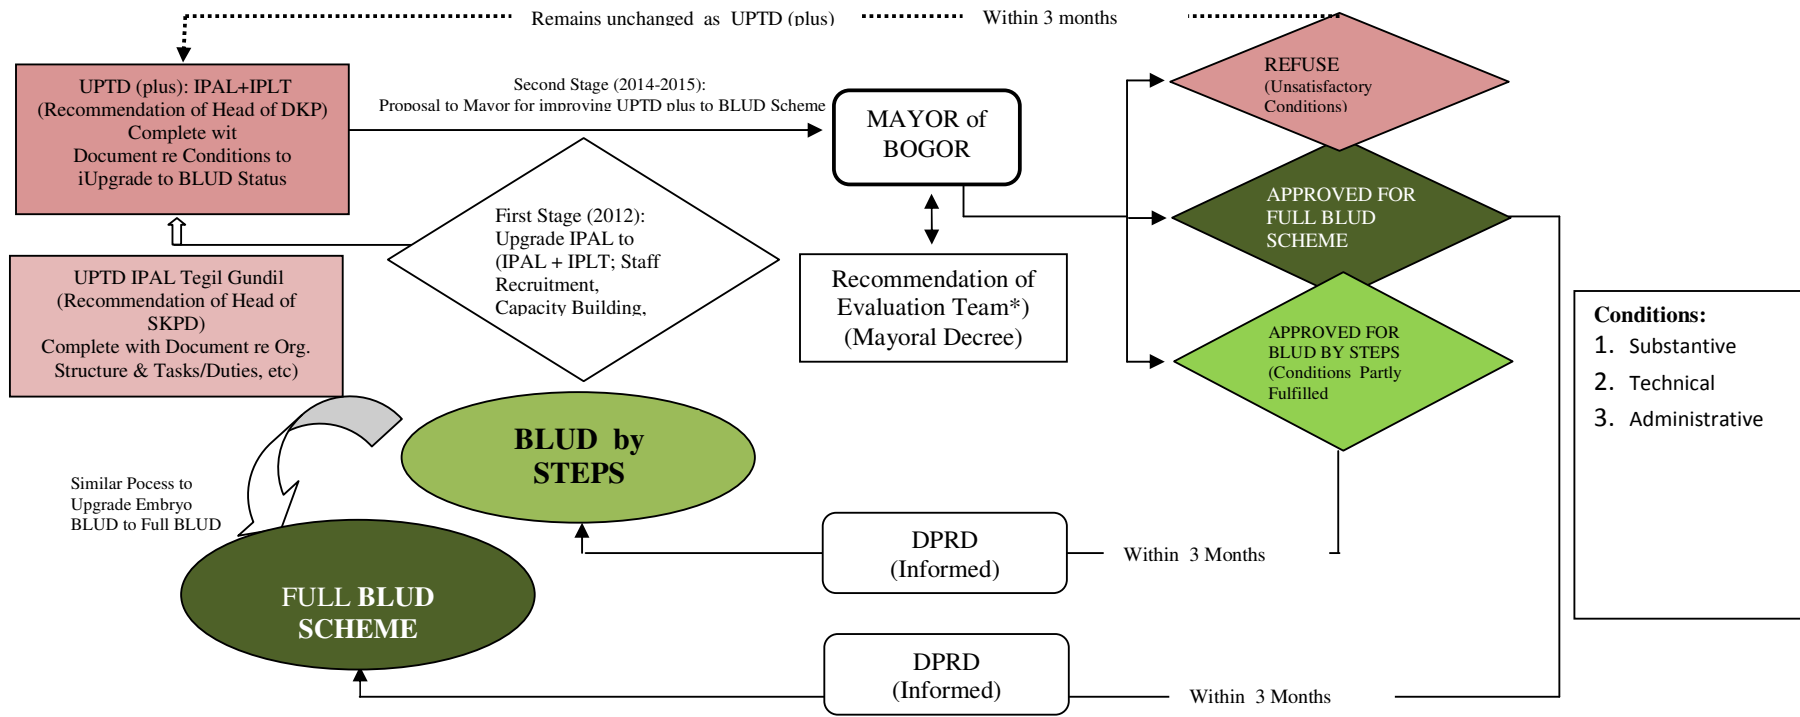 Remains unchanged as UPTD (plus)
Within 3 months
UPTD (plus): IPAL+IPLT
(Recommendation of Head of DKP)
Complete wit
Document re Conditions to
iUpgrade to BLUD Status
Second Stage (2014-2015):
Proposal to Mayor for improving UPTD plus to BLUD Scheme
MAYOR of
BOGOR
REFUSE
(Unsatisfactory
Conditions)
First Stage (2012):
Upgrade IPAL to
(IPAL + IPLT; Staff
Recruitment,
Capacity Building,
APPROVED FOR
FULL BLUD
SCHEME
UPTD IPAL Tegil Gundil
(Recommendation of Head of
SKPD)
Complete with Document re Org.
Structure & Tasks/Duties, etc)
Recommendation of
Evaluation Team*)
(Mayoral Decree)
APPROVED FOR
BLUD BY STEPS
(Conditions Partly
Fulfilled
Conditions:
1. Substantive
2. Technical
3. Administrative
BLUD by
STEPS
Similar Pocess to
Upgrade Embryo
BLUD to Full BLUD
DPRD
(Informed)
Within 3 Months
FULL BLUD
SCHEME
DPRD
(Informed)
Within 3 Months